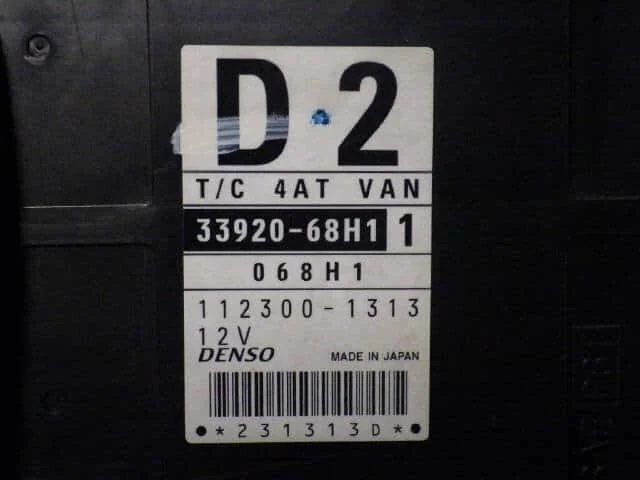 D 2
T/C 4AT VAN
33920-68H1 1
068H1
112300-1313
12V
DENSO MADE IN JAPAN
*231313D*